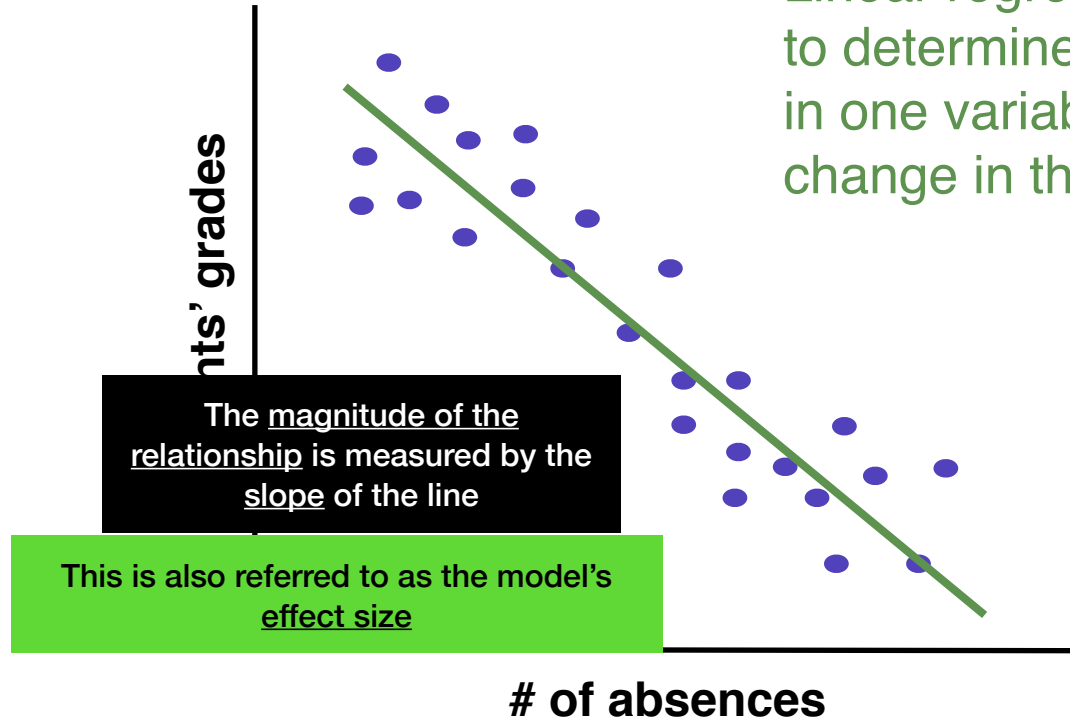 to determine
in one variab
change in th
nts' grades
The magnitude of the
relationship is measured by the
slope of the line
This is also referred to as the model's
effect size
# of absences